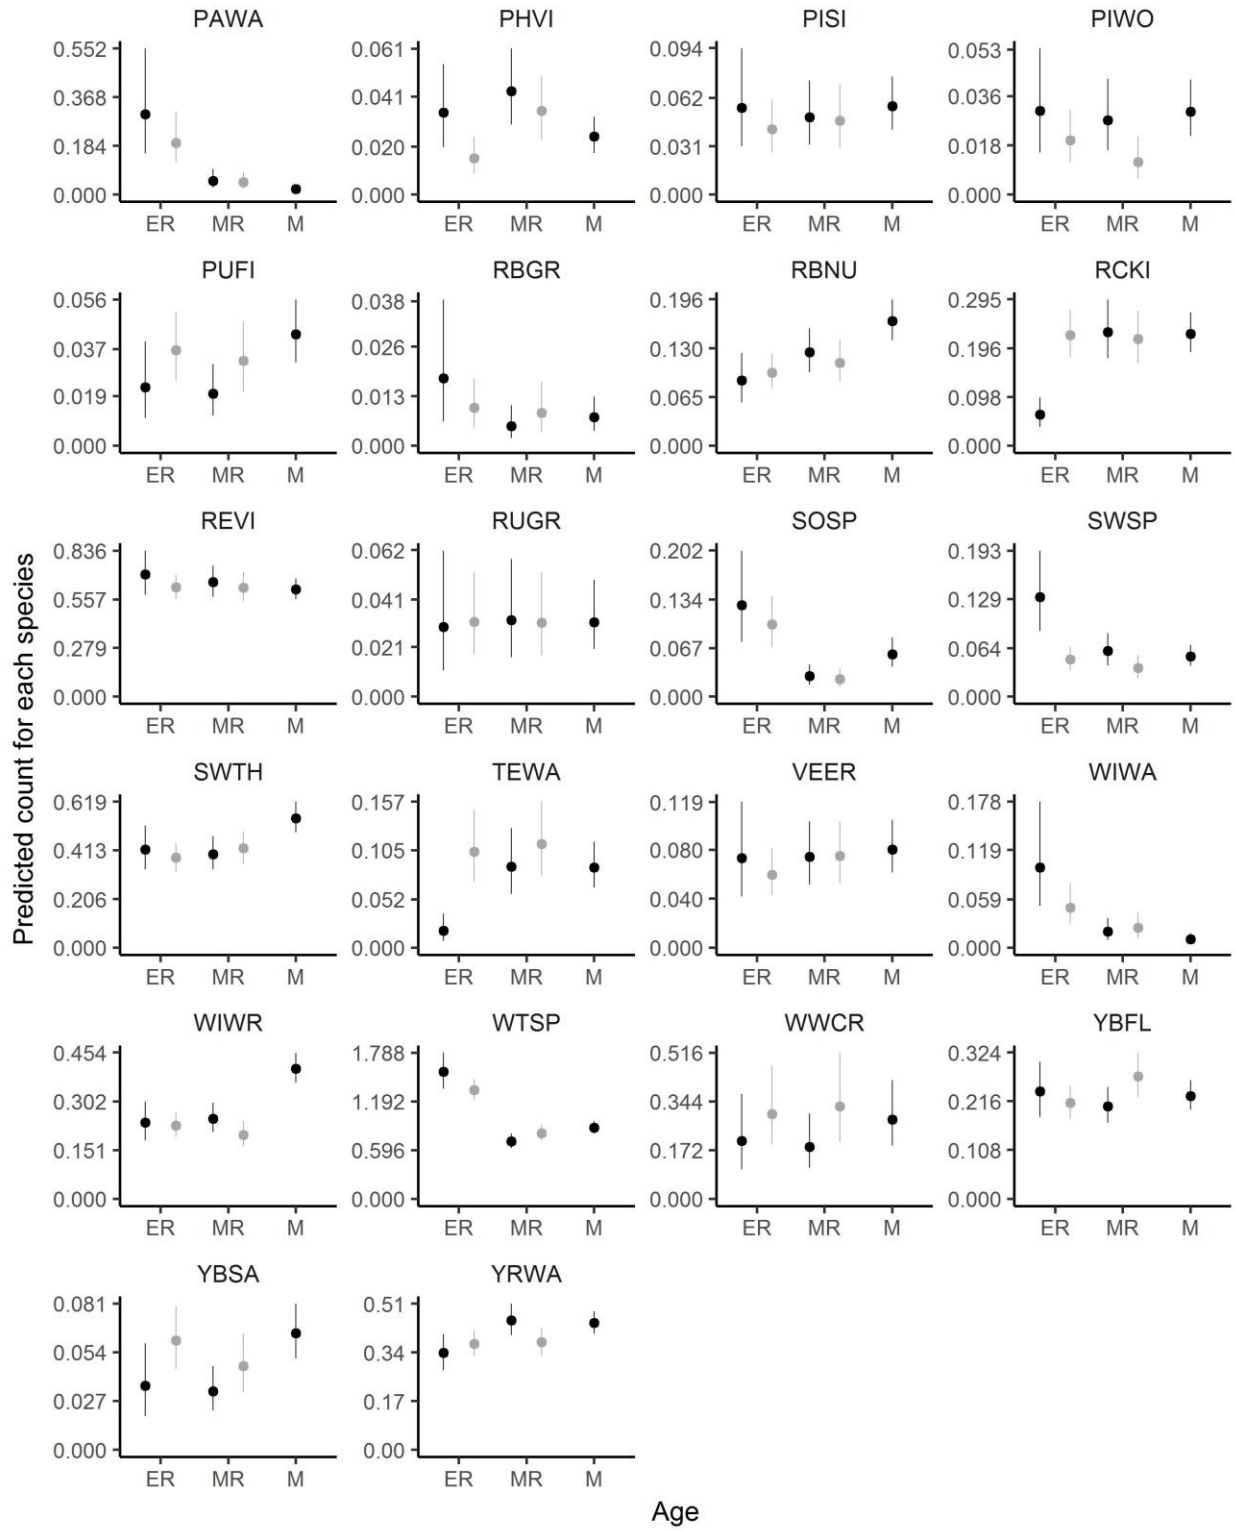 PAWA PHVI PISI PIWO
0.552 0.061 0.094 0.053
0.368 0.041 0.062 0.036
0.184 0.020 0.031 0.018
0.000 0.000 0.000 0.000
ER MR M ER MR M ER MR M ER MR M
PUFI RBGR RBNU RCKI
0.056 0.038 0.196 0.295
0.037 0.026 0.130 0.196
0.019 0.013 0.065 0.098
0.000 0.000 0.000 0.000
ER MR M ER MR M ER MR M ER MR M
REVI RUGR SOSP SWSP
0.836 0.062 0.202 0.193
0.557 0.041 0.134 0.129
0.279 0.021 0.067 0.064
0.000 0.000 0.000 0.000
ER MR M ER MR M ER MR M ER MR M
Predicted count for each species
SWTH TEWA VEER WIWA
0.619 0.157 0.119 0.178
0.413 0.105 0.080 0.119
0.206 0.052 0.040 0.059
0.000 0.000 0.000 0.000
ER MR M ER MR M ER MR M ER MR M
WIWR WTSP WWCR YBFL
0.454 1.788 0.516 0.324
0.302 1.192 0.344 0.216
0.151 0.596 0.172 0.108
0.000 0.000 0.000 0.000
ER MR M ER MR M ER MR M ER MR M
YBSA YRWA
0.081 0.51
0.054 0.34
0.027 0.17
0.000 0.00
ER MR M ER MR M
Age